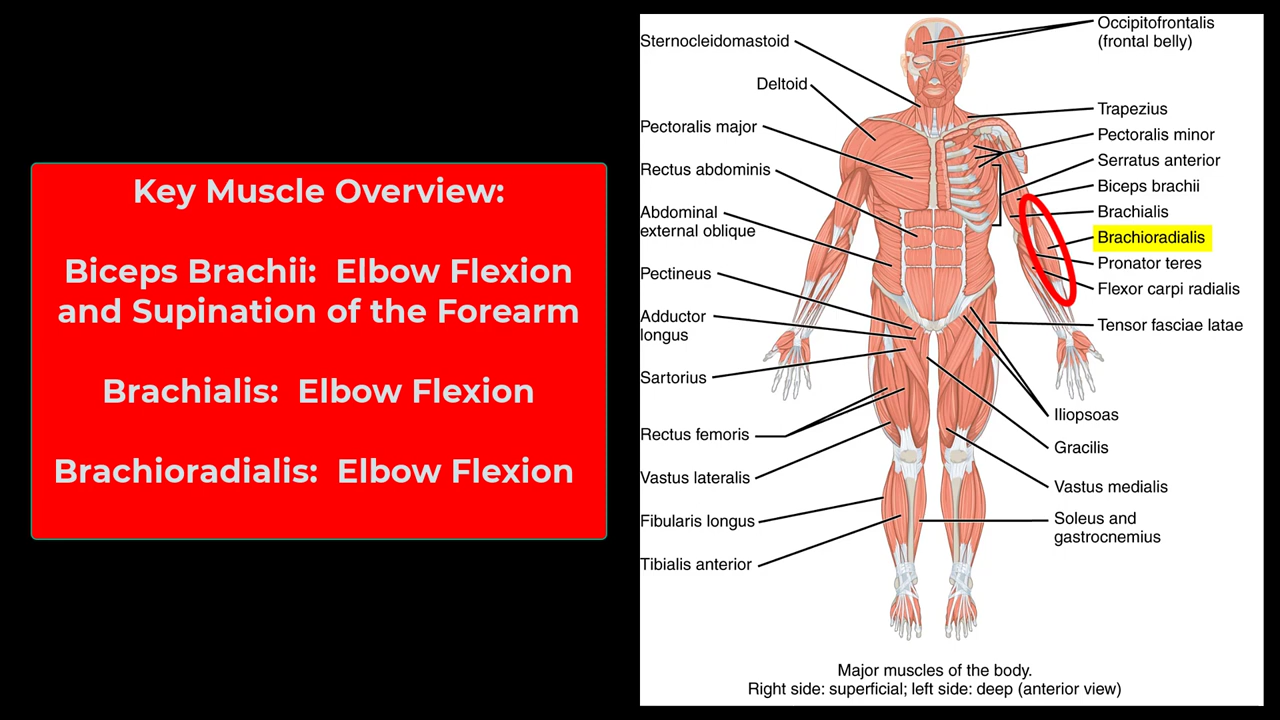 Key Muscle Overview:
Biceps Brachii: Elbow Flexion
and Supination of the Forearm
Brachialis: Elbow Flexion
Brachioradialis: Elbow Flexion
Sternocleidomastoid
Deltoid
Pectoralis major
Rectus abdominis
Abdominal
external oblique
Pectineus
Adductor
longus
Sartorius
Rectus femoris
Vastus lateralis
Fibularis longus
Tibialis anterior
Occipitofrontalis
(frontal belly)
Trapezius
Pectoralis minor
Serratus anterior
Biceps brachii
Brachialis
Brachioradialis
Pronator teres
Flexor carpi radialis
Tensor fasciae latae
Iliopsoas
Gracilis
Vastus medialis
Soleus and
gastrocnemius
Major muscles of the body.
Right side: superficial; left side: deep (anterior view)